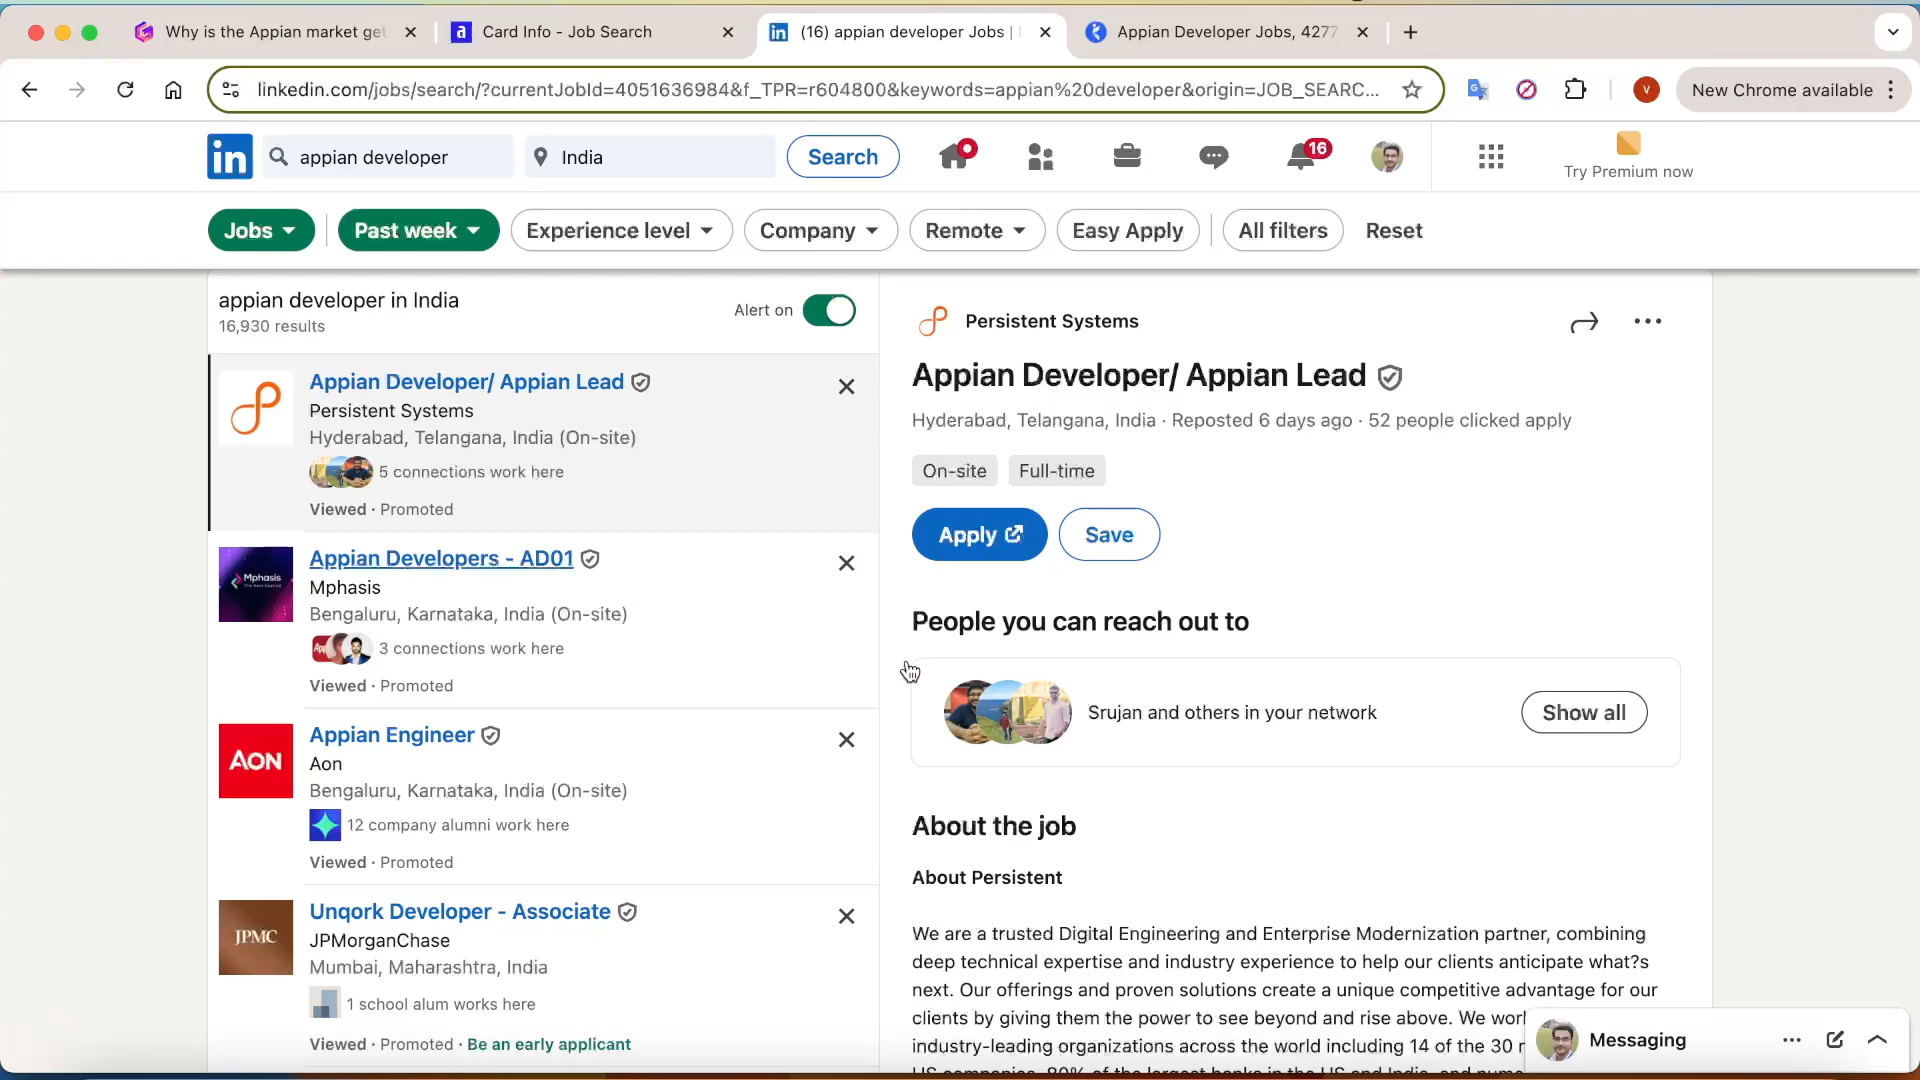 Why is the Appian market get
Card Info - Job Search
(16) appian developer Jobs |
Appian Developer Jobs, 4277
linkedin.com/jobs/search/?currentJobId=4051636984&f_TPR=r604800&keywords=appian%20developer&origin=JOB_SEARC...
V
New Chrome available
in
appian developer
India
Search
16
Try Premium now
Jobs
Past week
Experience level
Company
Remote
Easy Apply
All filters
Reset
appian developer in India
16,930 results
Alert on
Appian Developer/ Appian Lead
Persistent Systems
Hyderabad, Telangana, India (On-site)
5 connections work here
Viewed · Promoted
Mphasis
Appian Developers - AD01
Mphasis
Bengaluru, Karnataka, India (On-site)
3 connections work here
Viewed · Promoted
AON
Appian Engineer
Aon
Bengaluru, Karnataka, India (On-site)
12 company alumni work here
Viewed · Promoted
JPMC
Unqork Developer - Associate
JPMorganChase
Mumbai, Maharashtra, India
1 school alum works here
Viewed · Promoted · Be an early applicant
Persistent Systems
Appian Developer/ Appian Lead
Hyderabad, Telangana, India · Reposted 6 days ago · 52 people clicked apply
On-site
Full-time
Apply
Save
People you can reach out to
Srujan and others in your network
Show all
About the job
About Persistent
We are a trusted Digital Engineering and Enterprise Modernization partner, combining
deep technical expertise and industry experience to help our clients anticipate what?s
next. Our offerings and proven solutions create a unique competitive advantage for our
clients by giving them the power to see beyond and rise above. We work
industry-leading organizations across the world including 14 of the 30
US companies, 80% of the largest banks in the US and India, and
Messaging